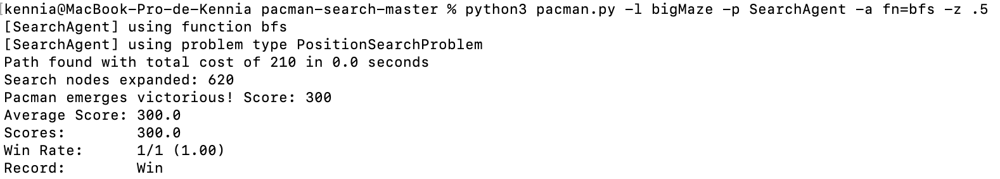 [kennia@MacBook-Pro-de-Kennia pacman-search-master % python3 pacman.py -l bigMaze -p SearchAgent -a fn=bfs -z .5
[SearchAgent] using function bfs
[SearchAgent] using problem type PositionSearchProblem
Path found with total cost of 210 in 0.0 seconds
Search nodes expanded: 620
Pacman emerges victorious! Score: 300
Average Score: 300.0
Scores:        300.0
Win Rate:      1/1 (1.00)
Record:        Win